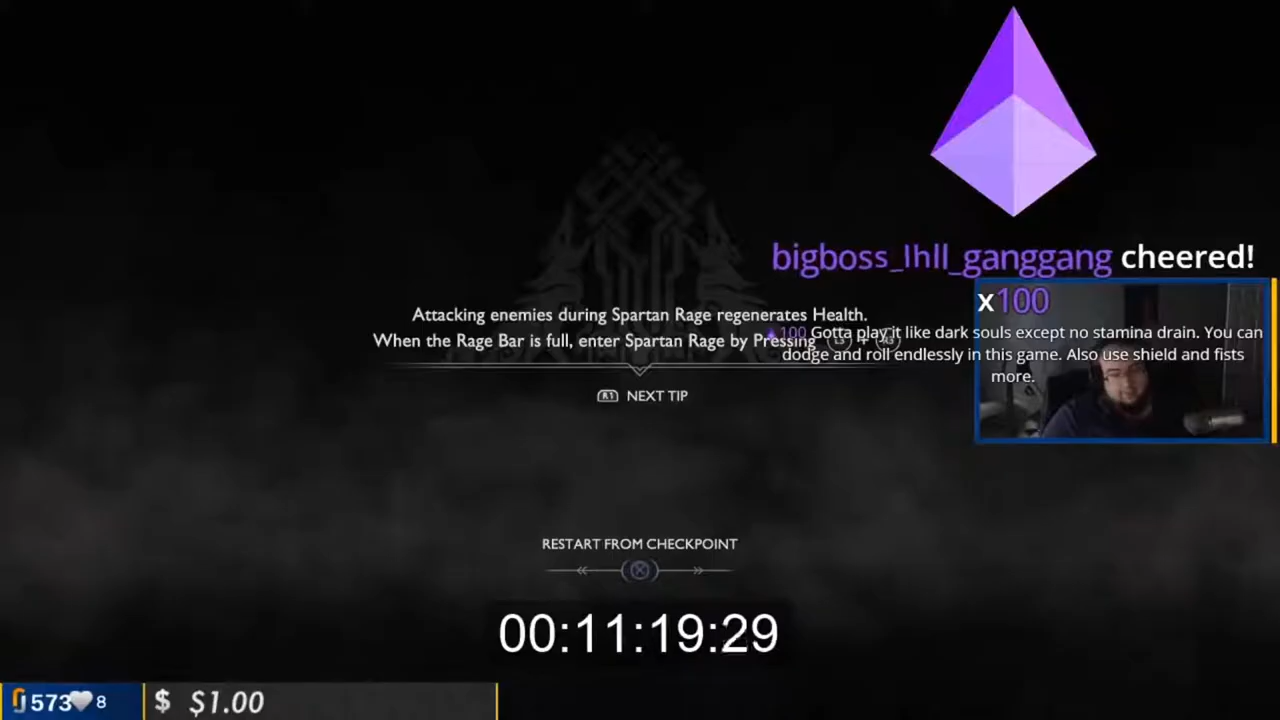 bigboss_lhll_ganggang cheered!
x100
Attacking enemies during Spartan Rage regenerates Health.
When the Rage Bar is full, enter Spartan Rage by Pressing L3 + R3
100 Gotta play it like dark souls except no stamina drain. You can
dodge and roll endlessly in this game. Also use shield and fists
more.
R1 NEXT TIP
RESTART FROM CHECKPOINT
00:11:19:29
573 8 $ $1.00